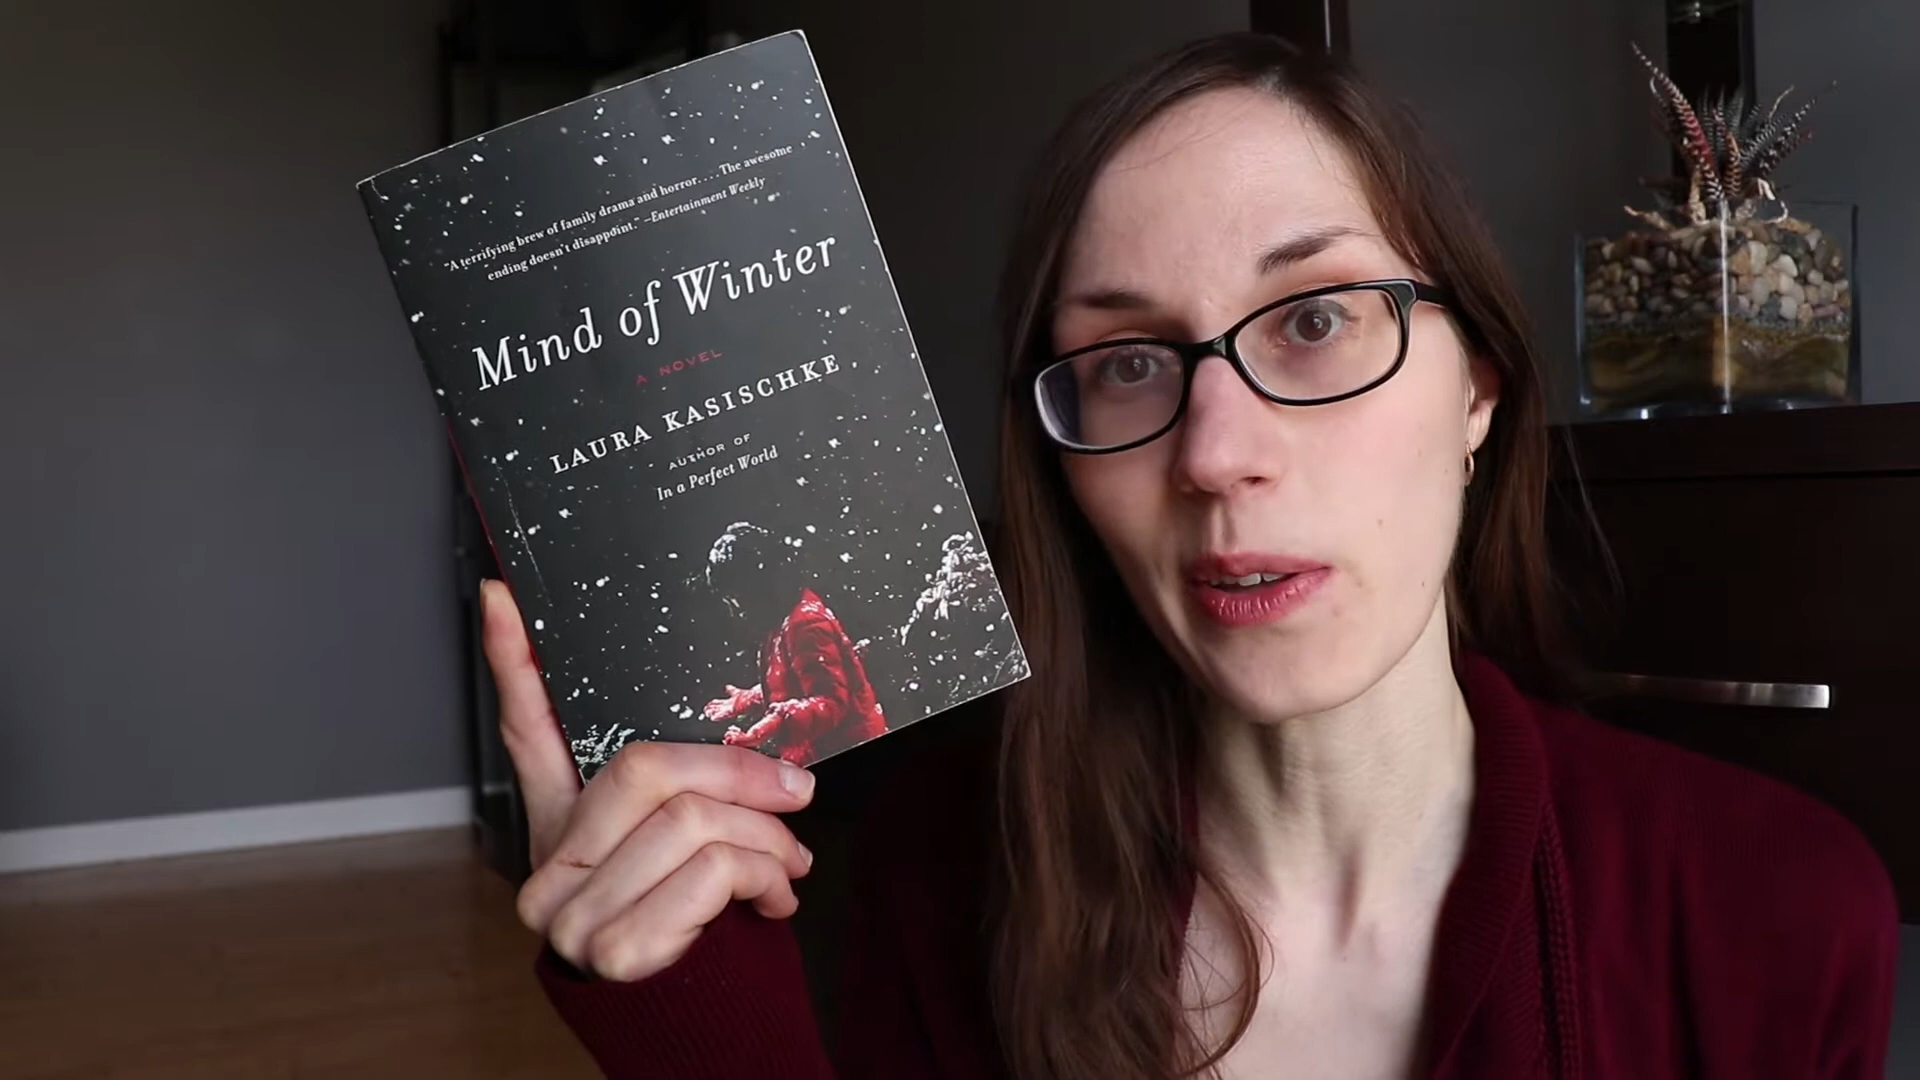 "A terrifying brew of family drama and horror. . . . The awesome
ending doesn't disappoint." —Entertainment Weekly
Mind of Winter
A NOVEL
LAURA KASISCHKE
AUTHOR OF
In a Perfect World